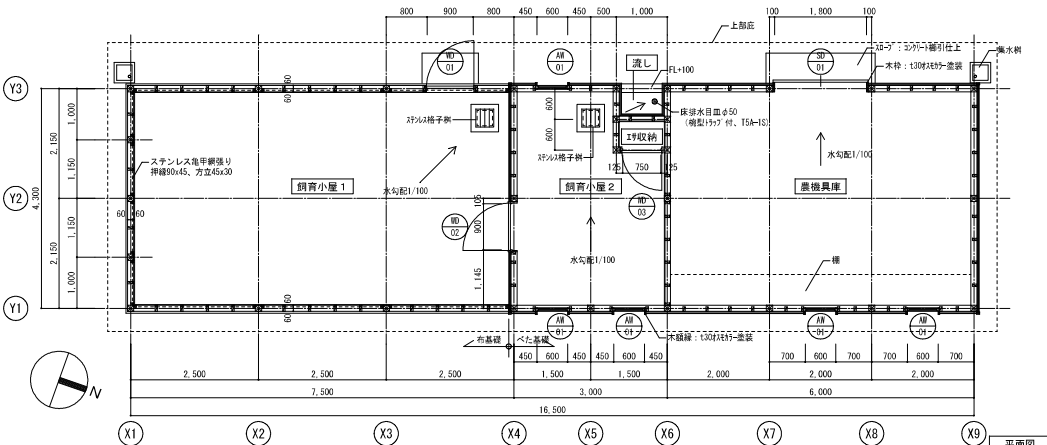 800 900 800 450 600 450 500 1,000 100 1,800 100
上部庇
WD 01
AW 01
流し
FL+100
SD 01
スロープ：コンクリート櫛引仕上
木枠：t30オスモカラー塗装
集水桝
Y3
60
60
600
600
床排水目皿φ50
（椀型トラップ付、T5A-1S）
ステンレス格子桝
エサ収納
1,000
2,150
1,150
ステンレス亀甲網張り
押縁90x45、方立45x30
ステンレス格子桝
125 750 125
水勾配1/100
飼育小屋１
飼育小屋２
農機具庫
水勾配1/100
Y2
4,300
60 60
105
WD 02
900
WD 03
1,150
2,150
1,000
水勾配1/100
1,145
棚
60
60
Y1
AW 01
AW 01
AW 01
AW 01
布基礎 べた基礎
木額縁：t30オスモカラー塗装
450 600 450 500 600 450 700 600 700 700 600 700
2,500 2,500 2,500 1,500 1,500 2,000 2,000 2,000
N
7,500 3,000 6,000
16,500
X1 X2 X3 X4 X5 X6 X7 X8 X9
平面図